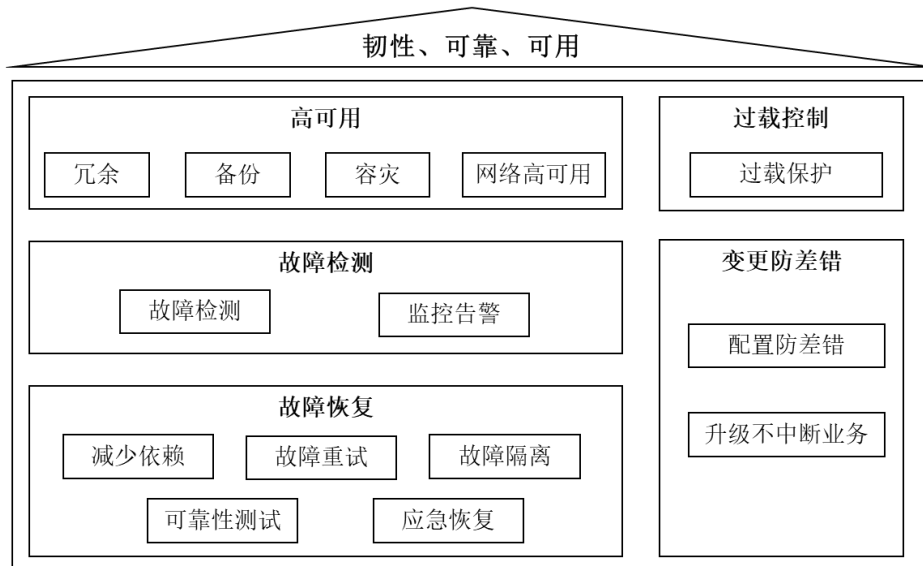 韧性、可靠、可用
高可用
冗余
备份
容灾
网络高可用
过载控制
过载保护
故障检测
故障检测
监控告警
变更防差错
配置防差错
升级不中断业务
故障恢复
减少依赖
故障重试
故障隔离
可靠性测试
应急恢复